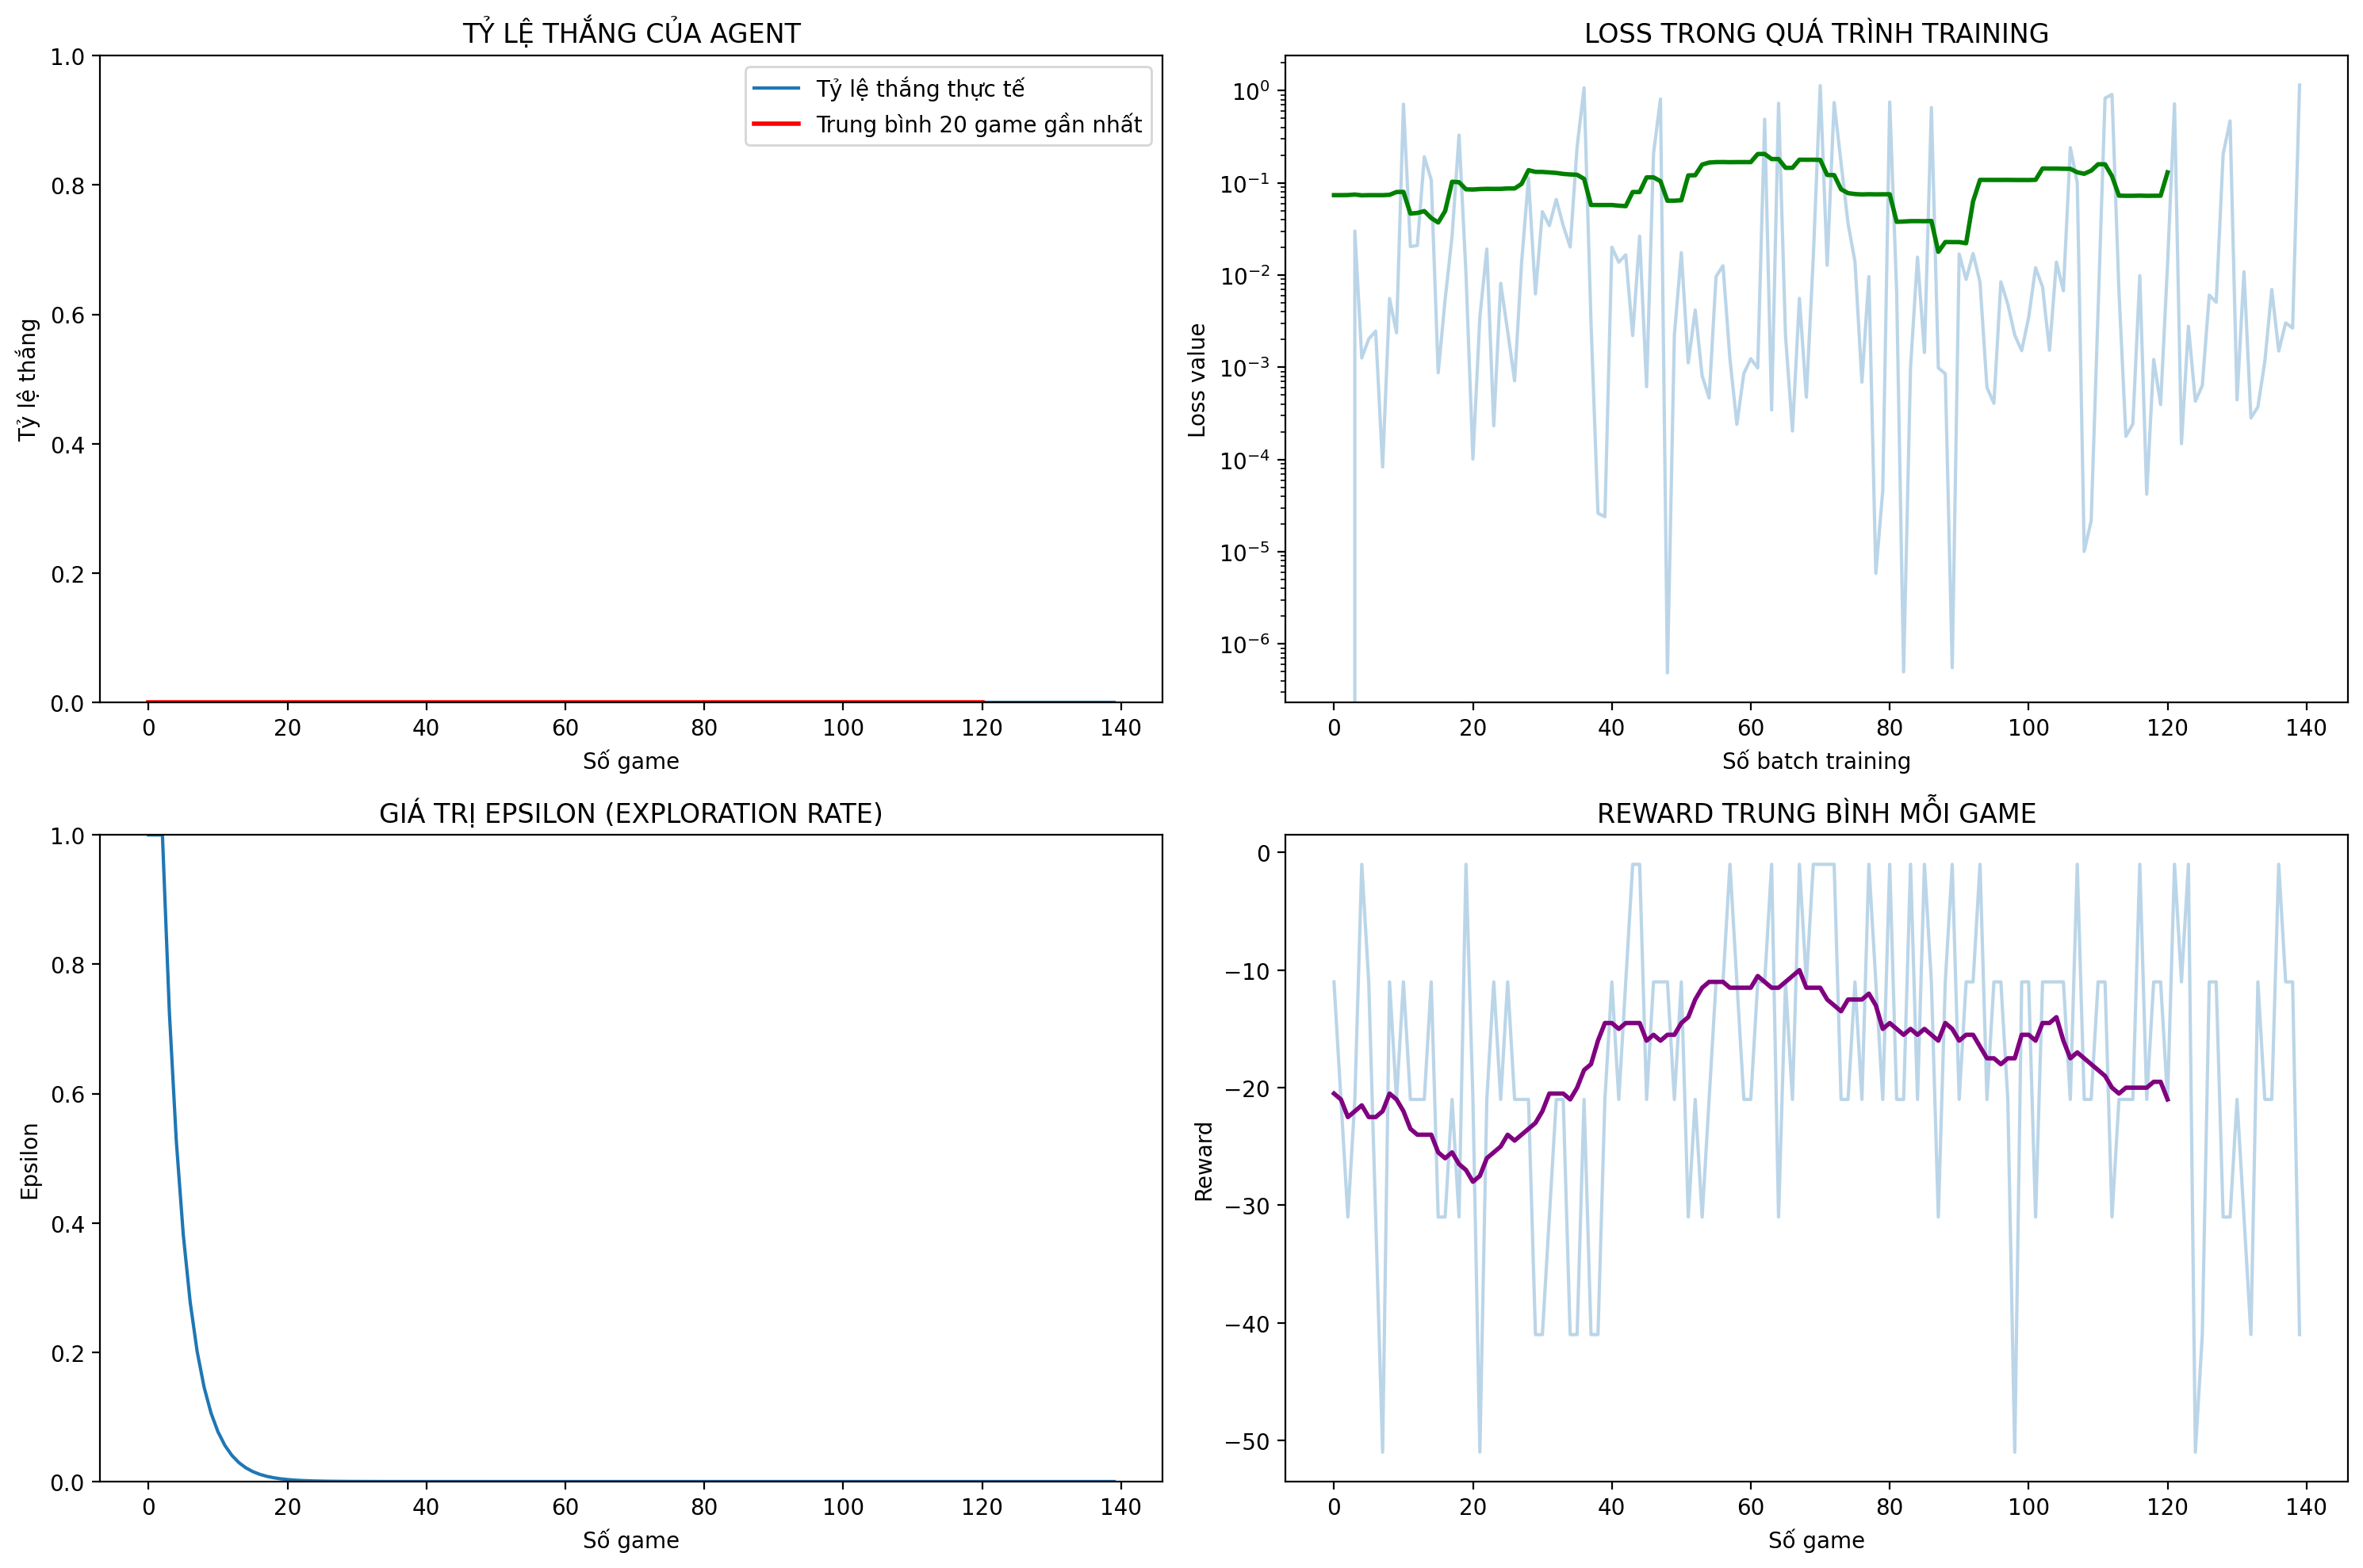 TỶ LỆ THẮNG CỦA AGENT
1.0
0.8
0.6
0.4
0.2
0.0
Tỷ lệ thắng
Tỷ lệ thắng thực tế
Trung bình 20 game gần nhất
0 20 40 60 80 100 120 140
Số game
LOSS TRONG QUÁ TRÌNH TRAINING
10⁰
10⁻¹
10⁻²
10⁻³
10⁻⁴
10⁻⁵
10⁻⁶
Loss value
0 20 40 60 80 100 120 140
Số batch training
GIÁ TRỊ EPSILON (EXPLORATION RATE)
1.0
0.8
0.6
0.4
0.2
0.0
Epsilon
0 20 40 60 80 100 120 140
Số game
REWARD TRUNG BÌNH MỖI GAME
0
−10
−20
−30
−40
−50
Reward
0 20 40 60 80 100 120 140
Số game